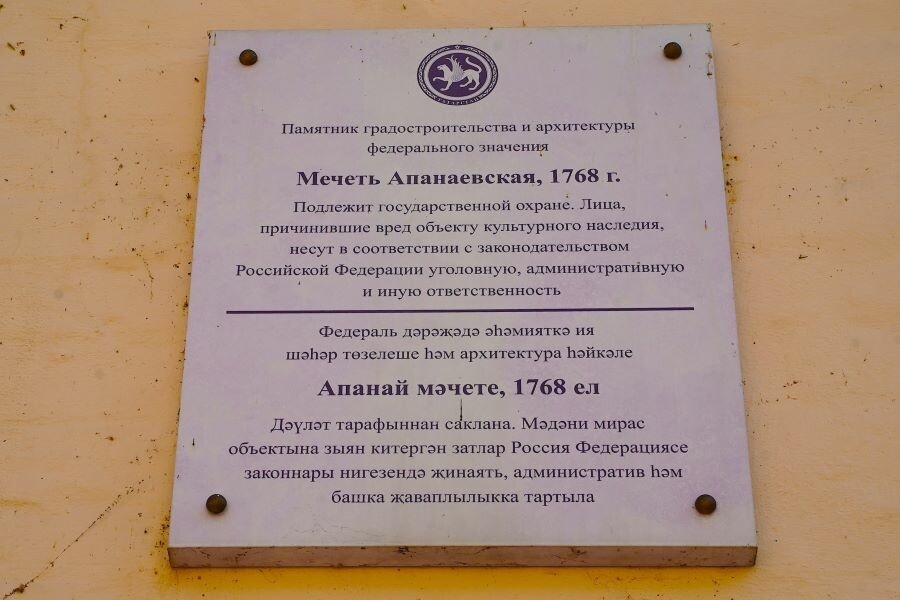 ТАТАРСТАН
Памятник градостроительства и архитектуры
федерального значения
Мечеть Апанаевская, 1768 г.
Подлежит государственной охране. Лица,
причинившие вред объекту культурного наследия,
несут в соответствии с законодательством
Российской Федерации уголовную, административную
и иную ответственность
Федераль дәрәҗәдә әһәмияткә ия
шәһәр төзелеше һәм архитектура һәйкәле
Апанай мәчете, 1768 ел
Дәүләт тарафыннан саклана. Мәдәни мирас
объектына зыян китергән затлар Россия Федерациясе
законнары нигезендә җинаять, административ һәм
башка җаваплылыкка тартыла